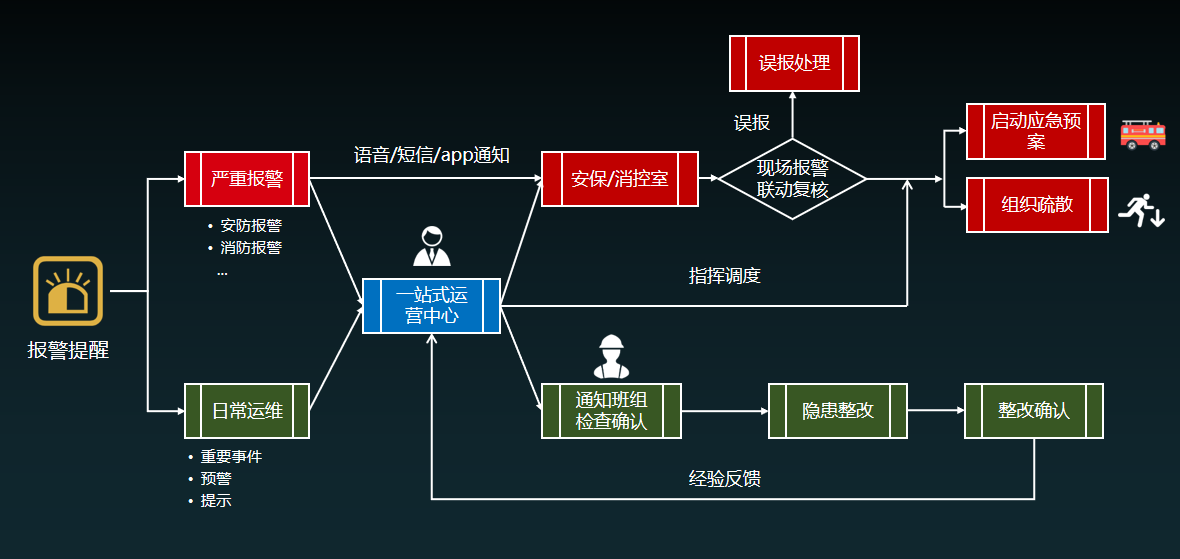 误报处理
误报
启动应急预
案
语音/短信/app通知
严重报警
安保/消控室
现场报警
联动复核
组织疏散
• 安防报警
• 消防报警
...
指挥调度
一站式运
营中心
报警提醒
日常运维
通知班组
检查确认
隐患整改
整改确认
• 重要事件
• 预警
• 提示
经验反馈